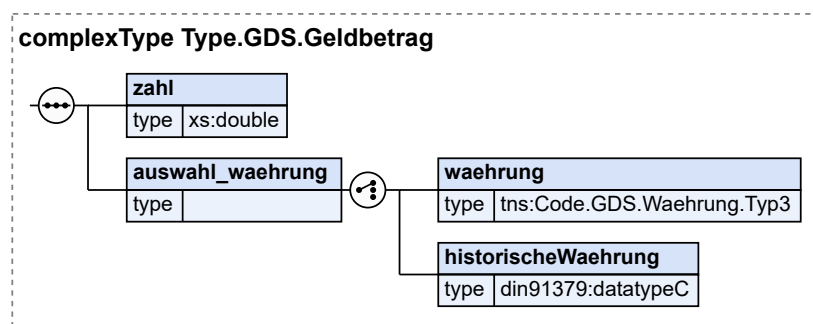 complexType Type.GDS.Geldbetrag
zahl
type xs:double
auswahl_waehrung
type
waehrung
type tns:Code.GDS.Waehrung.Typ3
historischeWaehrung
type din91379:datatypeC